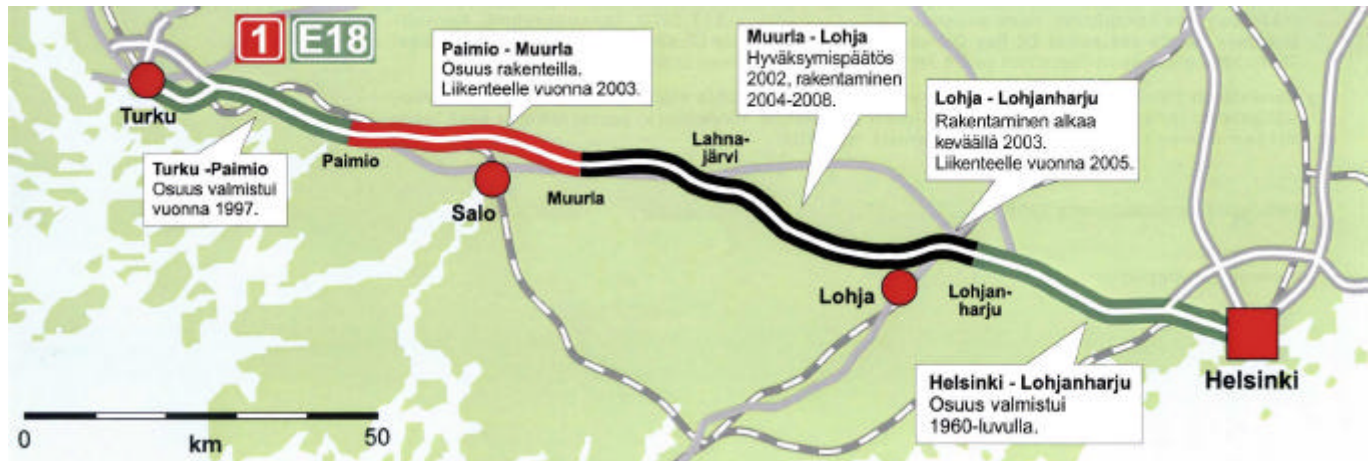 1 E18
Paimio - Muurla
Osuus rakenteilla.
Liikenteelle vuonna 2003.
Muurla - Lohja
Hyväksymispäätös
2002, rakentaminen
2004-2008.
Lohja - Lohjanharju
Rakentaminen alkaa
keväällä 2003.
Liikenteelle vuonna 2005.
Turku
Paimio
Lahna-
järvi
Turku -Paimio
Osuus valmistui
vuonna 1997.
Salo
Muurla
Lohja
Lohjan-
harju
Helsinki - Lohjanharju
Osuus valmistui
1960-luvulla.
Helsinki
0 km 50